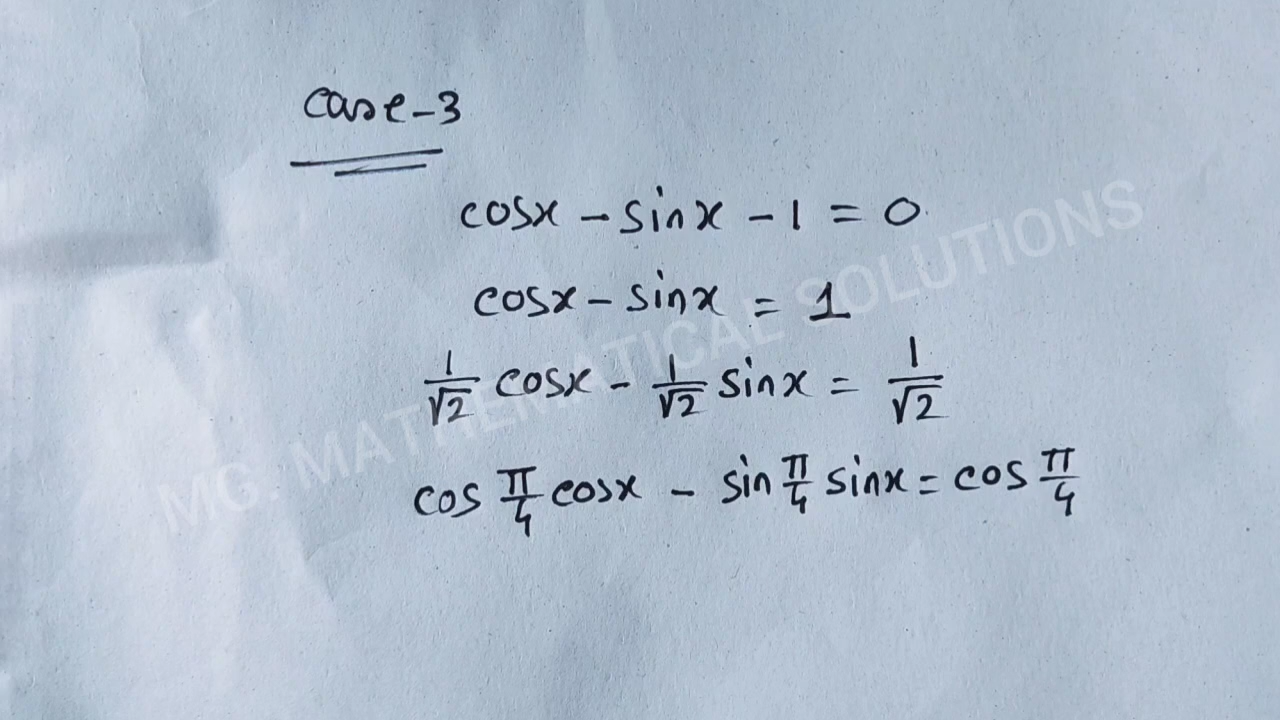 case-3
cosx - sinx - 1 = 0
cosx - sinx = 1
1/√2 cosx - 1/√2 sinx = 1/√2
cos π/4 cosx - sin π/4 sinx = cos π/4
MG. MATHEMATICAL SOLUTIONS